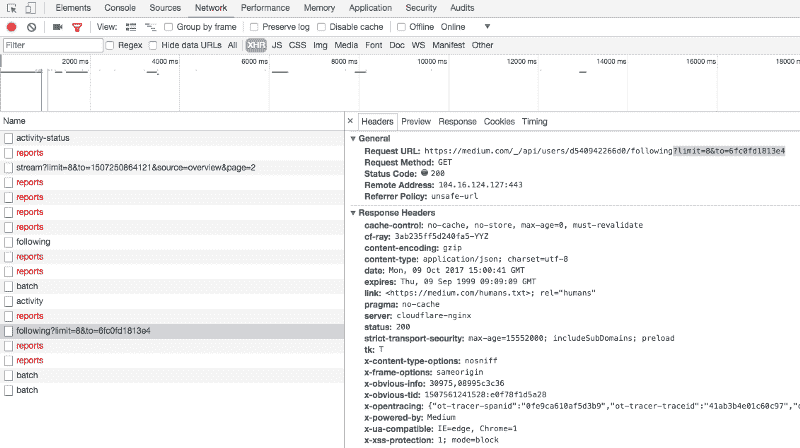 Elements Console Sources Network Performance Memory Application Security Audits
View: Group by frame Preserve log Disable cache Offline Online
Filter Regex Hide data URLs All XHR JS CSS Img Media Font Doc WS Manifest Other
2000 ms 4000 ms 6000 ms 8000 ms 10000 ms 12000 ms 14000 ms 16000 ms 18000 ms
Name
activity-status
reports
stream?limit=8&to=1507250864121&source=overview&page=2
reports
reports
reports
reports
following
reports
reports
batch
activity
reports
following?limit=8&to=6fc0fd1813e4
reports
reports
batch
batch
× Headers Preview Response Cookies Timing
General
Request URL: https://medium.com/_/api/users/d540942266d0/following?limit=8&to=6fc0fd1813e4
Request Method: GET
Status Code: 200
Remote Address: 104.16.124.127:443
Referrer Policy: unsafe-url
Response Headers
cache-control: no-cache, no-store, max-age=0, must-revalidate
cf-ray: 3ab235ff5d240fa5-YYZ
content-encoding: gzip
content-type: application/json; charset=utf-8
date: Mon, 09 Oct 2017 15:00:41 GMT
expires: Thu, 09 Sep 1999 09:09:09 GMT
link: <https://medium.com/humans.txt>; rel="humans"
pragma: no-cache
server: cloudflare-nginx
status: 200
strict-transport-security: max-age=15552000; includeSubDomains; preload
tk: T
x-content-type-options: nosniff
x-frame-options: sameorigin
x-obvious-info: 30975,08995c3c36
x-obvious-tid: 1507561241528:e0f78f1d5a28
x-opentracing: {"ot-tracer-spanid":"0fe9ca610af5d3b9","ot-tracer-traceid":"41ab3b4e01c60c97","
x-powered-by: Medium
x-ua-compatible: IE=edge, Chrome=1
x-xss-protection: 1; mode=block